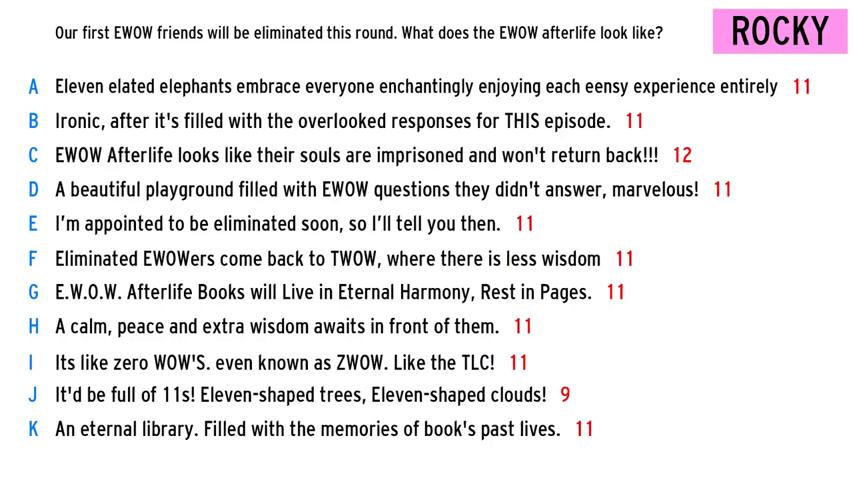 Our first EWOW friends will be eliminated this round. What does the EWOW afterlife look like?
ROCKY
A Eleven elated elephants embrace everyone enchantingly enjoying each eensy experience entirely 11
B Ironic, after it's filled with the overlooked responses for THIS episode. 11
C EWOW Afterlife looks like their souls are imprisoned and won't return back!!! 12
D A beautiful playground filled with EWOW questions they didn't answer, marvelous! 11
E I’m appointed to be eliminated soon, so I’ll tell you then. 11
F Eliminated EWOWers come back to TWOW, where there is less wisdom 11
G E.W.O.W. Afterlife Books will Live in Eternal Harmony, Rest in Pages. 11
H A calm, peace and extra wisdom awaits in front of them. 11
I Its like zero WOW'S. even known as ZWOW. Like the TLC! 11
J It'd be full of 11s! Eleven-shaped trees, Eleven-shaped clouds! 9
K An eternal library. Filled with the memories of book's past lives. 11